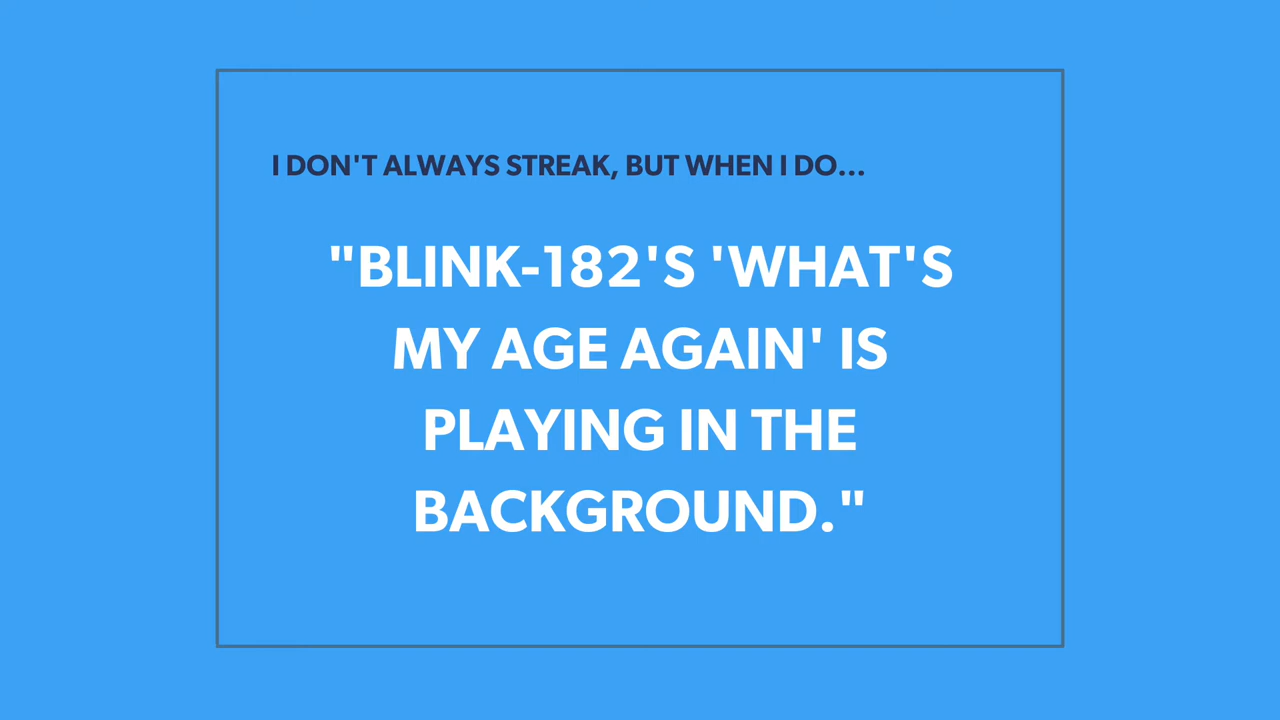 I DON'T ALWAYS STREAK, BUT WHEN I DO...
"BLINK-182'S 'WHAT'S
MY AGE AGAIN' IS
PLAYING IN THE
BACKGROUND."